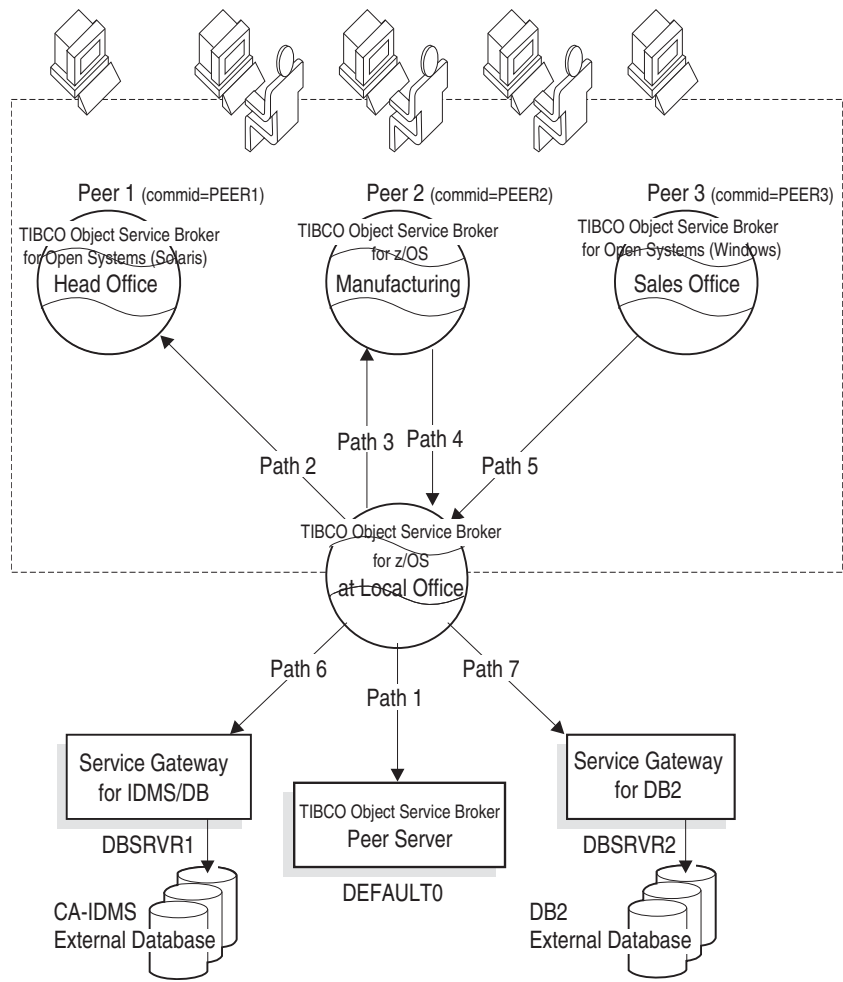 Peer 1 (commid=PEER1)
TIBCO Object Service Broker
for Open Systems (Solaris)
Head Office
Peer 2 (commid=PEER2)
TIBCO Object Service Broker
for z/OS
Manufacturing
Peer 3 (commid=PEER3)
TIBCO Object Service Broker
for Open Systems (Windows)
Sales Office
Path 2
Path 3
Path 4
Path 5
TIBCO Object Service Broker
for z/OS
at Local Office
Path 6
Path 1
Path 7
Service Gateway
for IDMS/DB
DBSRVR1
CA-IDMS
External Database
TIBCO Object Service Broker
Peer Server
DEFAULT0
Service Gateway
for DB2
DBSRVR2
DB2
External Database